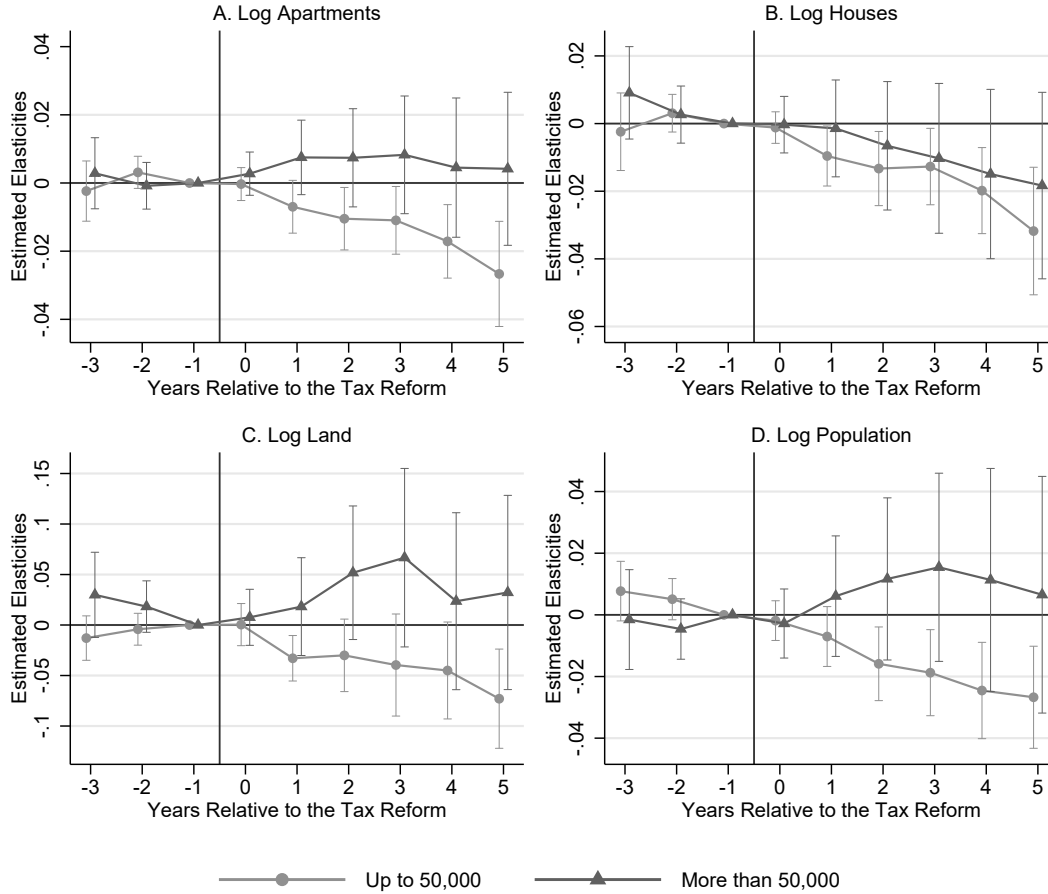 A. Log Apartments
Estimated Elasticities
.04
.02
0
-.02
-.04
-3 -2 -1 0 1 2 3 4 5
Years Relative to the Tax Reform
B. Log Houses
Estimated Elasticities
.02
0
-.02
-.04
-.06
-3 -2 -1 0 1 2 3 4 5
Years Relative to the Tax Reform
C. Log Land
Estimated Elasticities
.15
.1
.05
0
-.05
-.1
-3 -2 -1 0 1 2 3 4 5
Years Relative to the Tax Reform
D. Log Population
Estimated Elasticities
.04
.02
0
-.02
-.04
-3 -2 -1 0 1 2 3 4 5
Years Relative to the Tax Reform
Up to 50,000 More than 50,000